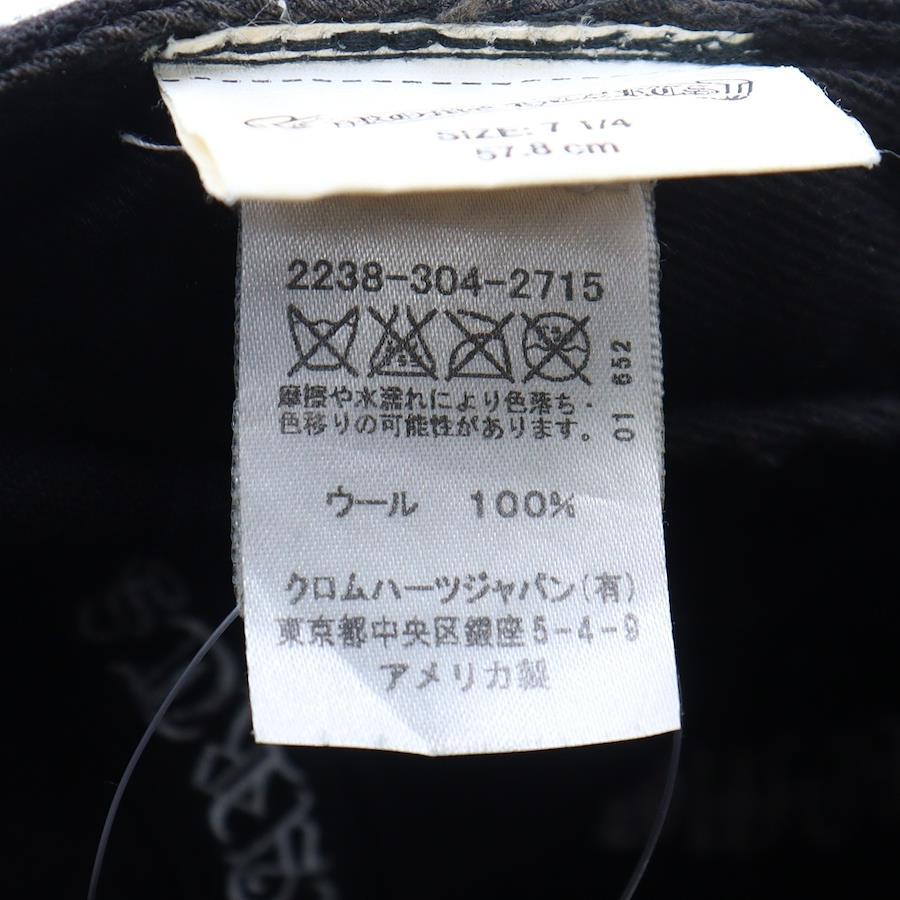 SIZE: 7 1/4
57.8 cm
2238-304-2715
摩擦や水濡れにより色落ち・
色移りの可能性があります。
01 652
ウール 100%
クロムハーツジャパン(有)
東京都中央区銀座5-4-9
アメリカ製